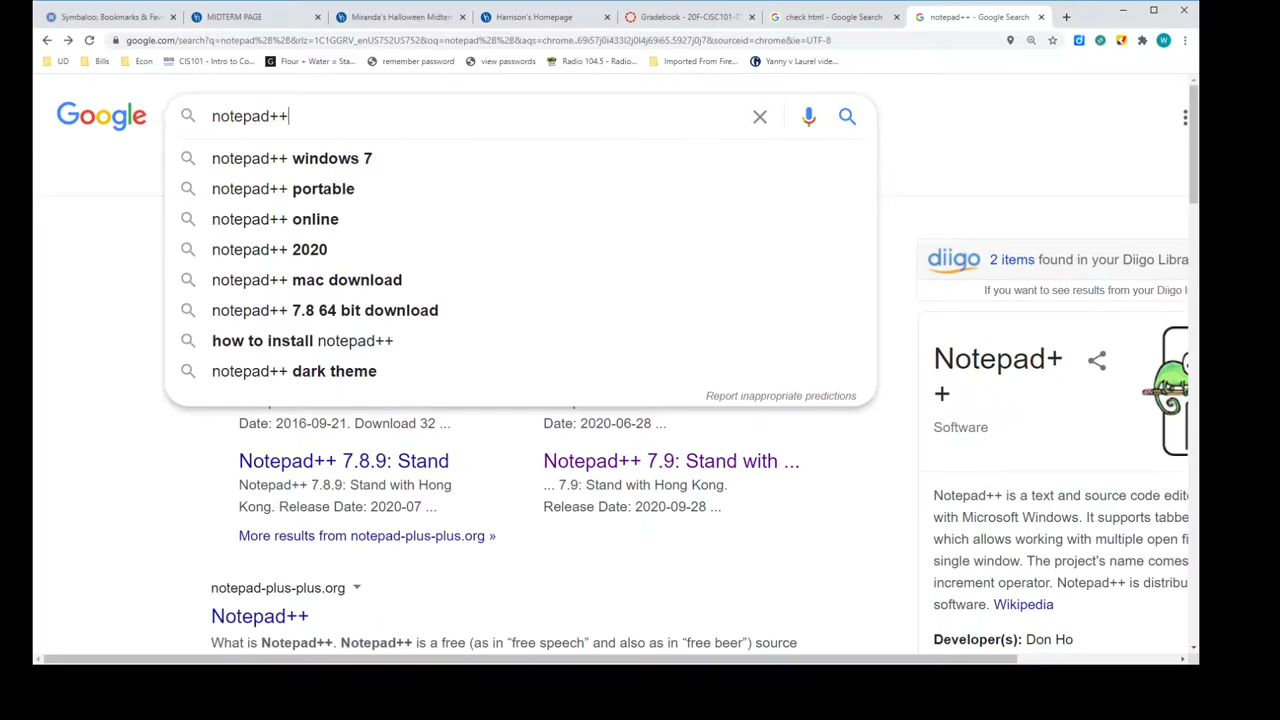 Symbaloo: Bookmarks & Fav
MIDTERM PAGE
Miranda's Halloween Midterm
Harrison's Homepage
Gradebook - 20F-CISC101-
check html - Google Search
notepad++ - Google Search
google.com/search?q=notepad%2B%2B&rlz=1C1GGRV_enUS752US752&oq=notepad%2B%2B&aqs=chrome..69i57j0i433l2j0l4j69i65.5927j0j7&sourceid=chrome&ie=UTF-8
UD
Bills
Econ
CIS101 - Intro to Co...
Flour + Water = Sta...
remember password
view passwords
Radio 104.5 - Radio...
Imported From Fire...
Yanny v Laurel vide...
Google
notepad++
notepad++ windows 7
notepad++ portable
notepad++ online
notepad++ 2020
notepad++ mac download
notepad++ 7.8 64 bit download
how to install notepad++
notepad++ dark theme
Report inappropriate predictions
Date: 2016-09-21. Download 32 ...
Date: 2020-06-28 ...
Notepad++ 7.8.9: Stand
Notepad++ 7.9: Stand with ...
Notepad++ 7.8.9: Stand with Hong
Kong. Release Date: 2020-07 ...
... 7.9: Stand with Hong Kong.
Release Date: 2020-09-28 ...
More results from notepad-plus-plus.org »
notepad-plus-plus.org
Notepad++
What is Notepad++. Notepad++ is a free (as in “free speech” and also as in “free beer”) source
diigo 2 items found in your Diigo Libra
If you want to see results from your Diigo l
Notepad+
+
Software
Notepad++ is a text and source code edit
with Microsoft Windows. It supports tabbe
which allows working with multiple open fi
single window. The project's name comes
increment operator. Notepad++ is distribu
software. Wikipedia
Developer(s): Don Ho